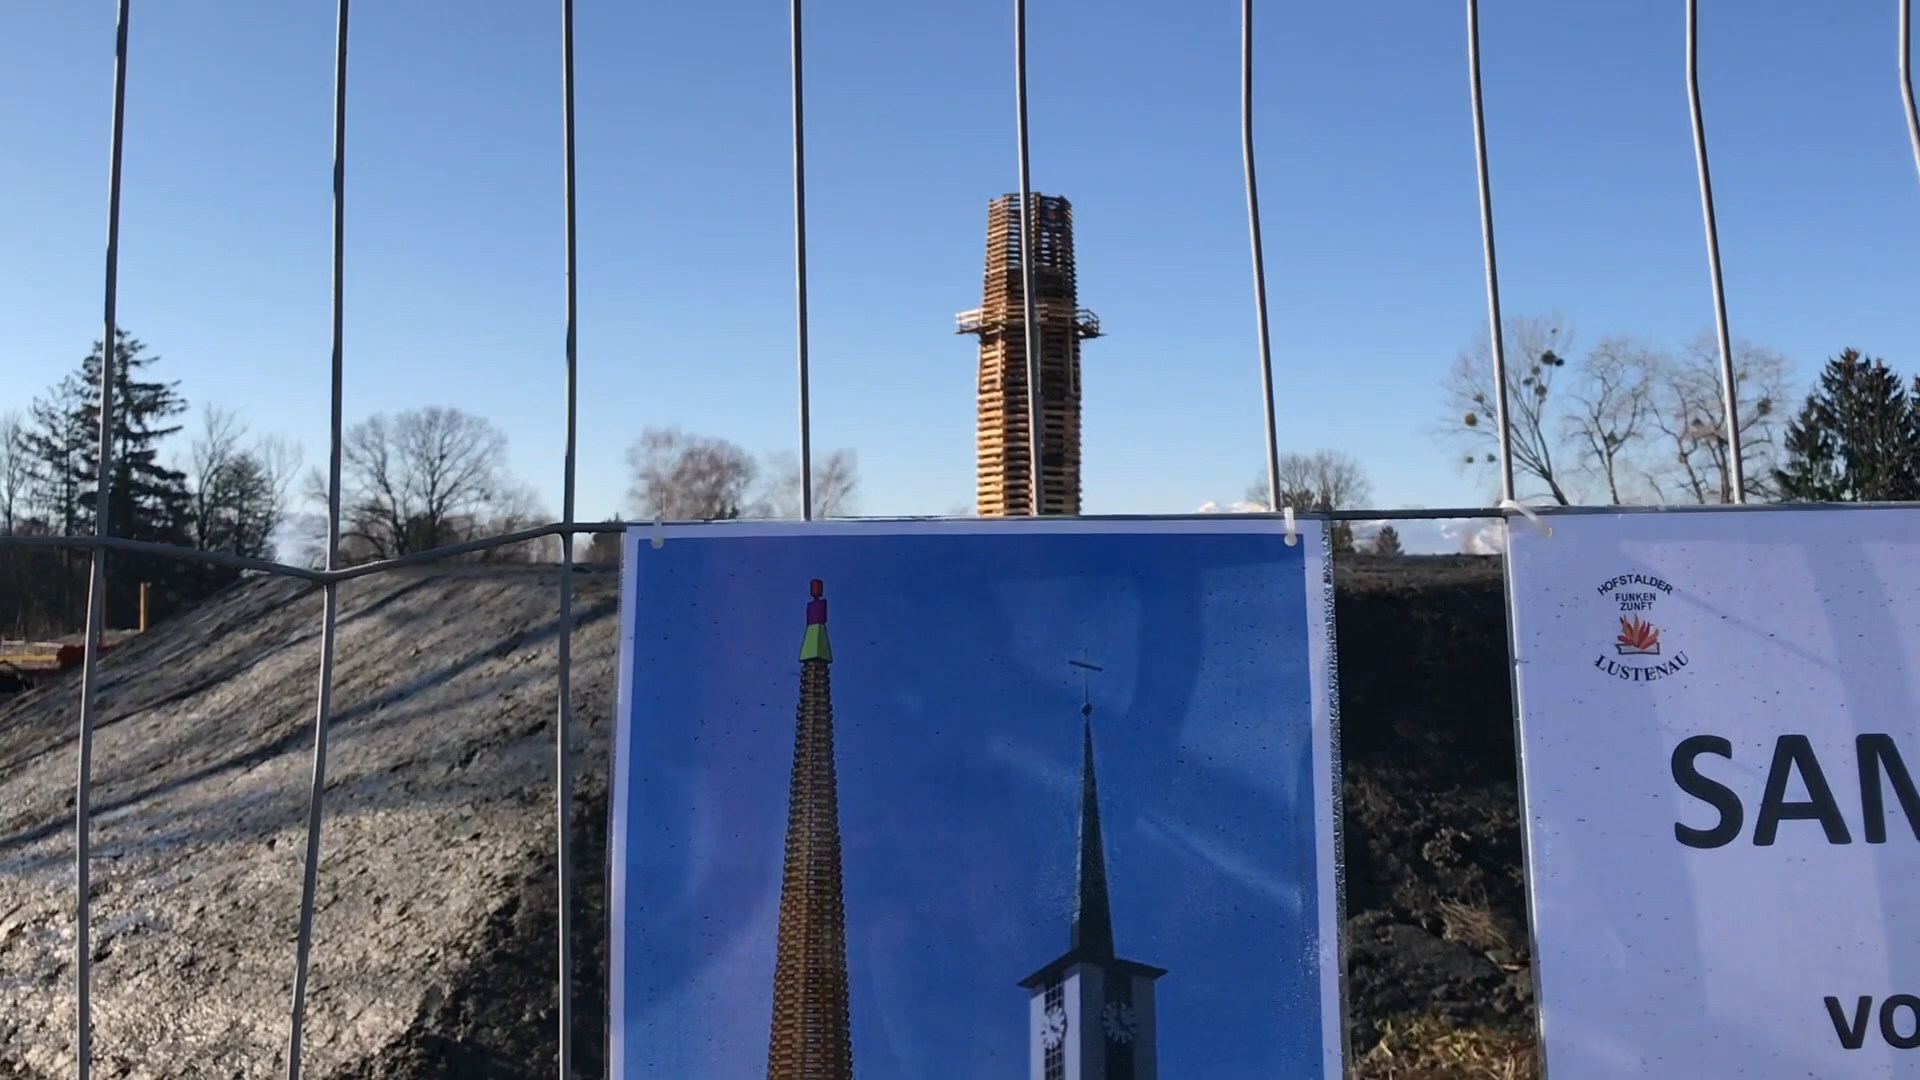 HOFSTALDER
FUNKEN
ZUNFT
LUSTENAU
SAM
VO